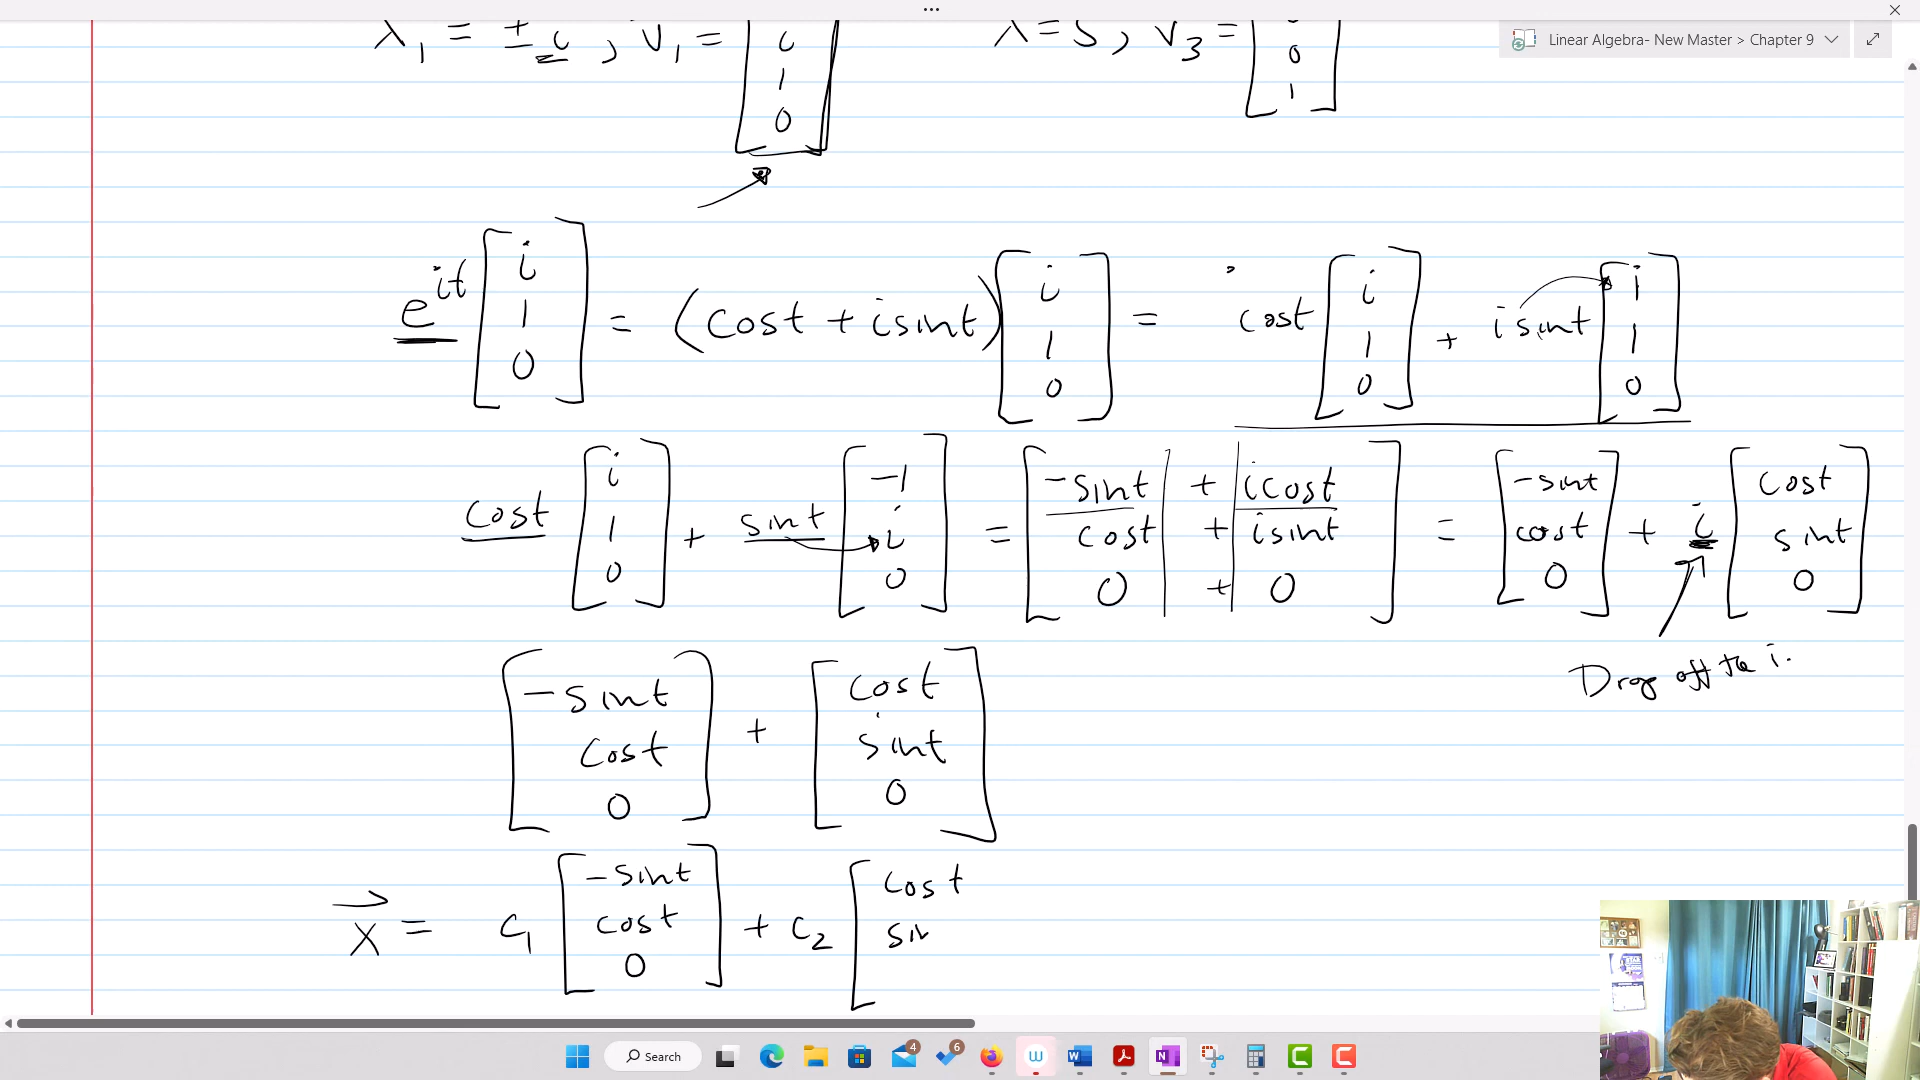 Linear Algebra- New Master > Chapter 9
λ₁ = ± i , v₁ = [ i 1 0 ]
λ = 5 , v₃ = [ 0 0 1 ]
e^{it} [ i 1 0 ] = (cost + isint) [ i 1 0 ] = cost [ i 1 0 ] + isint [ i 1 0 ]
cost [ i 1 0 ] + sint [ -1 i 0 ] = [ -sint + icost cost + isint 0 + 0 ] = [ -sint cost 0 ] + i [ cost sint 0 ]
Drop off the i.
[ -sint cost 0 ] + [ cost sint 0 ]
x⃗ = c₁ [ -sint cost 0 ] + c₂ [ cost sin
Search
4
6